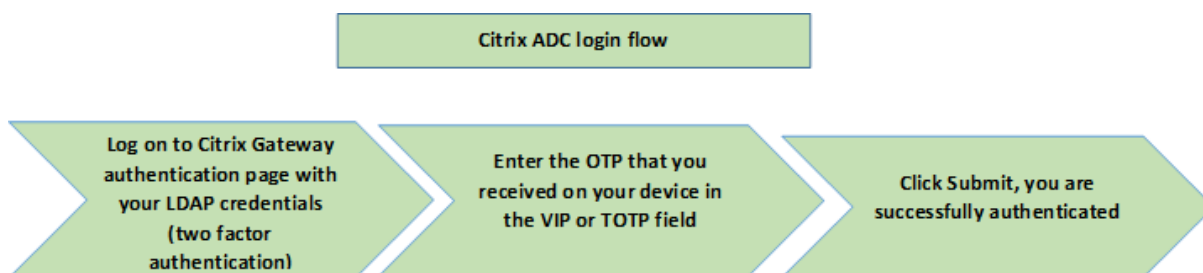 Citrix ADC login flow
Log on to Citrix Gateway
authentication page with
your LDAP credentials
(two factor
authentication)
Enter the OTP that you
received on your device in
the VIP or TOTP field
Click Submit, you are
successfully authenticated